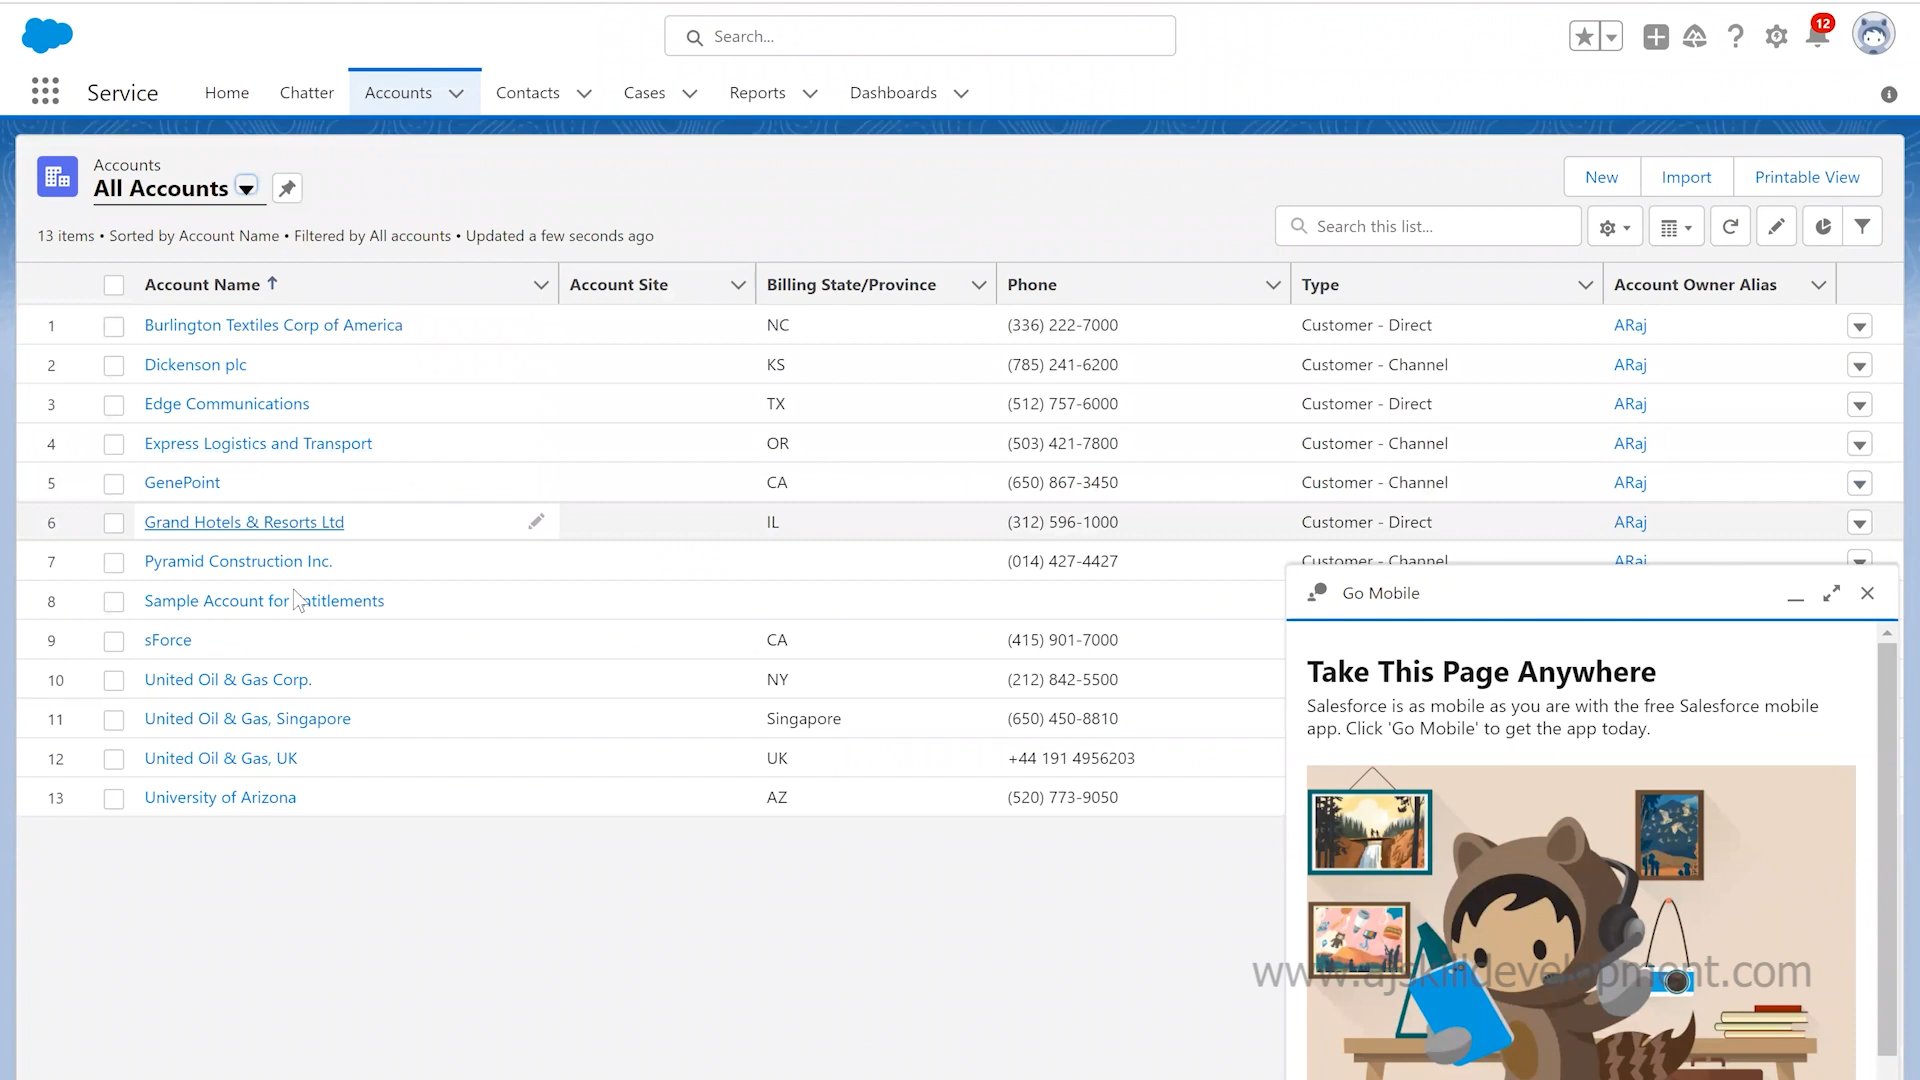 Search...
12
Service
Home
Chatter
Accounts
Contacts
Cases
Reports
Dashboards
Accounts
All Accounts
New
Import
Printable View
13 items • Sorted by Account Name • Filtered by All accounts • Updated a few seconds ago
Search this list...
Account Name
Account Site
Billing State/Province
Phone
Type
Account Owner Alias
1 Burlington Textiles Corp of America NC (336) 222-7000 Customer - Direct ARaj
2 Dickenson plc KS (785) 241-6200 Customer - Channel ARaj
3 Edge Communications TX (512) 757-6000 Customer - Direct ARaj
4 Express Logistics and Transport OR (503) 421-7800 Customer - Channel ARaj
5 GenePoint CA (650) 867-3450 Customer - Channel ARaj
6 Grand Hotels & Resorts Ltd IL (312) 596-1000 Customer - Direct ARaj
7 Pyramid Construction Inc. (014) 427-4427 Customer - Channel ARaj
8 Sample Account for Entitlements
9 sForce CA (415) 901-7000
10 United Oil & Gas Corp. NY (212) 842-5500
11 United Oil & Gas, Singapore Singapore (650) 450-8810
12 United Oil & Gas, UK UK +44 191 4956203
13 University of Arizona AZ (520) 773-9050
Go Mobile
Take This Page Anywhere
Salesforce is as mobile as you are with the free Salesforce mobile
app. Click 'Go Mobile' to get the app today.
www.ajskilldevelopment.com